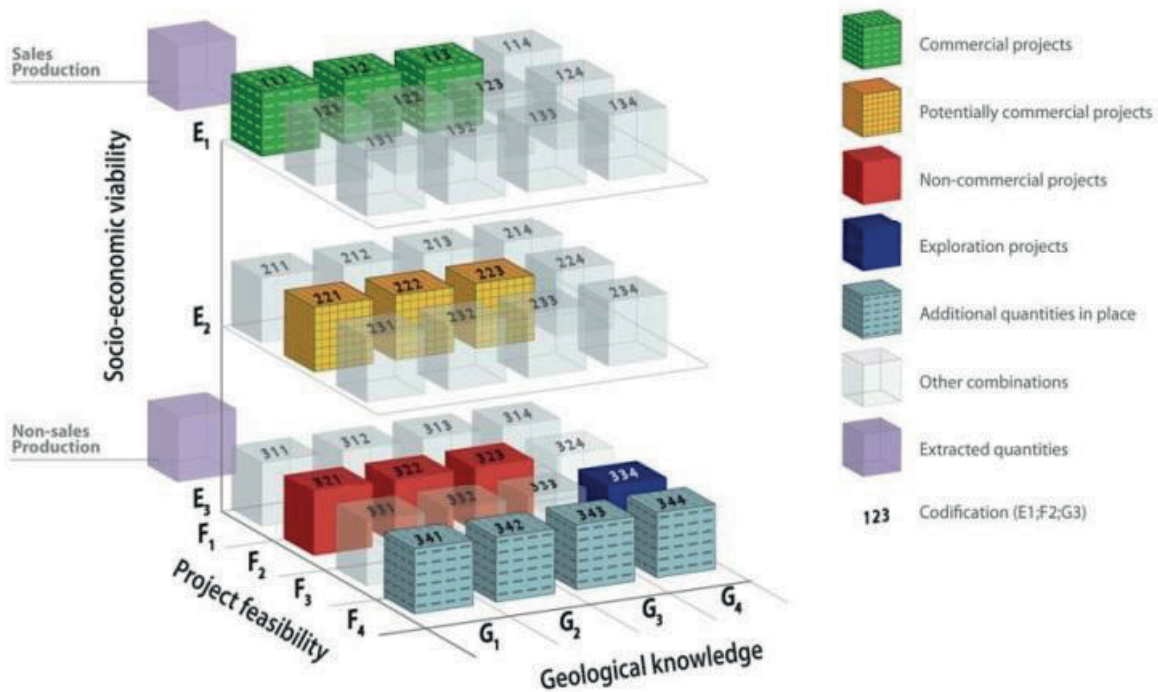 Sales
Production
Socio-economic viability
E1
111
112
113
114
121
122
123
124
131
132
133
134
E2
211
212
213
214
221
222
223
224
231
232
233
234
Non-sales
Production
E3
311
312
313
314
321
322
323
324
331
332
333
334
341
342
343
344
F1
F2
F3
F4
Project feasibility
G1
G2
G3
G4
Geological knowledge
Commercial projects
Potentially commercial projects
Non-commercial projects
Exploration projects
Additional quantities in place
Other combinations
Extracted quantities
123 Codification (E1;F2;G3)